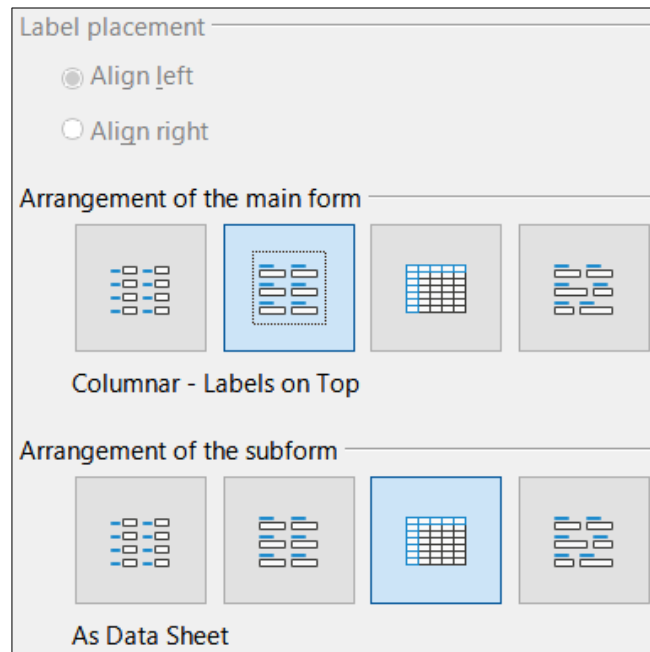 Label placement
Align left
Align right
Arrangement of the main form
Columnar - Labels on Top
Arrangement of the subform
As Data Sheet